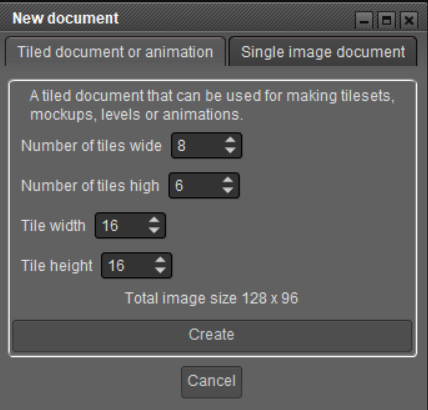 New document
Tiled document or animation
Single image document
A tiled document that can be used for making tilesets,
mockups, levels or animations.
Number of tiles wide 8
Number of tiles high 6
Tile width 16
Tile height 16
Total image size 128 x 96
Create
Cancel